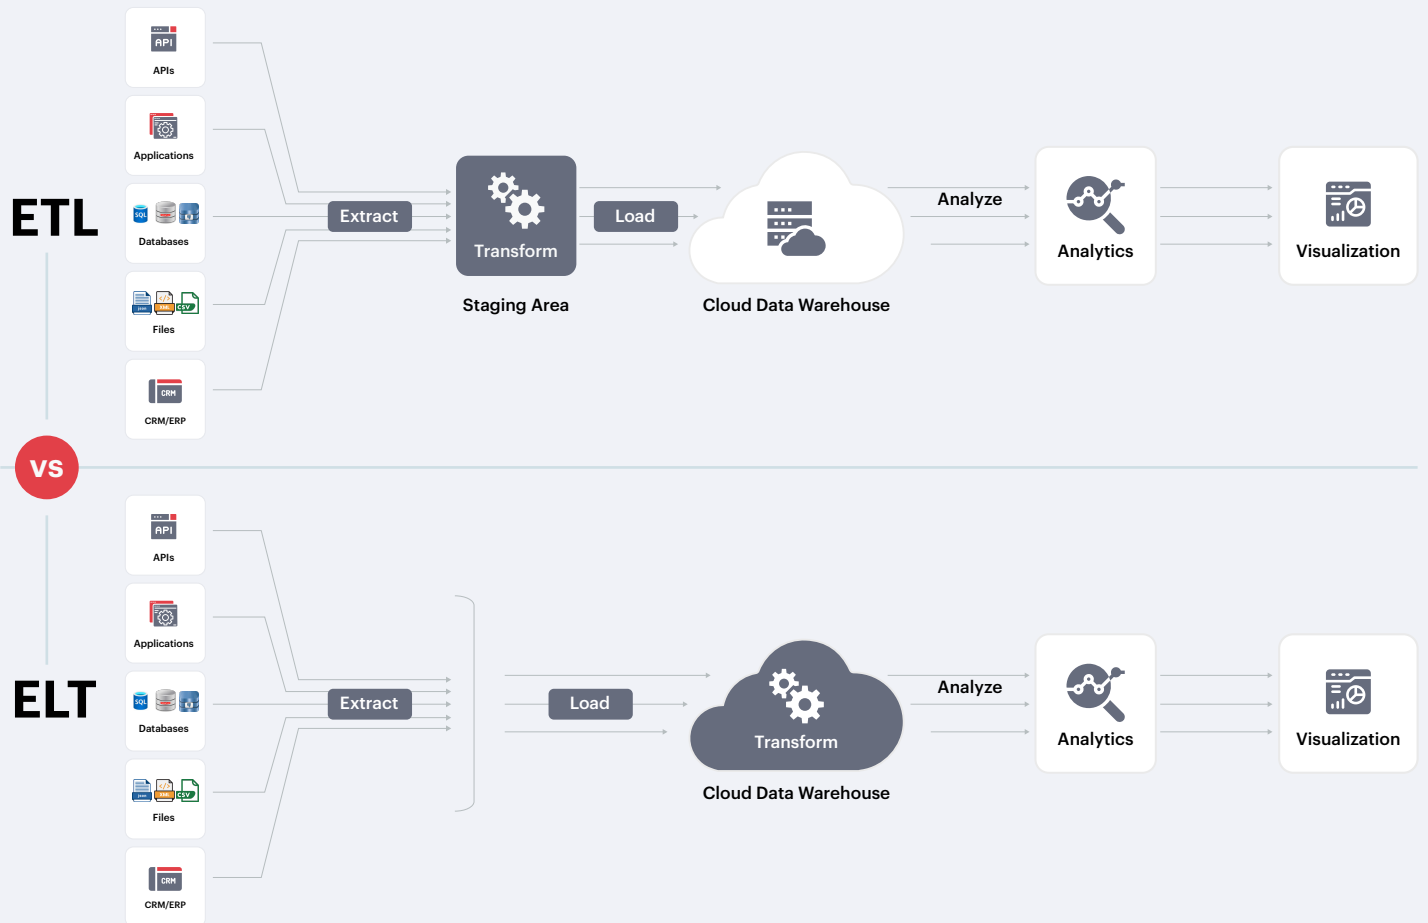 ETL
API
APIs
Applications
SQL
Databases
json
XML
CSV
Files
CRM
CRM/ERP
Extract
Transform
Staging Area
Load
Cloud Data Warehouse
Analyze
Analytics
Visualization
VS
ELT
API
APIs
Applications
SQL
Databases
json
XML
CSV
Files
CRM
CRM/ERP
Extract
Load
Transform
Cloud Data Warehouse
Analyze
Analytics
Visualization